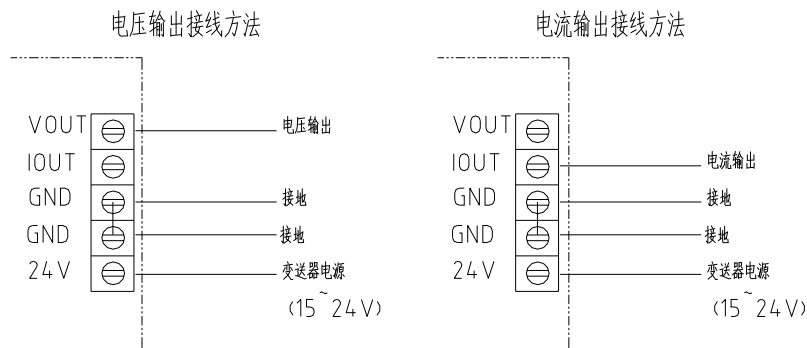 电压输出接线方法
VOUT
电压输出
IOUT
GND
接地
GND
接地
24V
变送器电源
(15~24V)
电流输出接线方法
VOUT
IOUT
电流输出
GND
接地
GND
接地
24V
变送器电源
(15~24V)